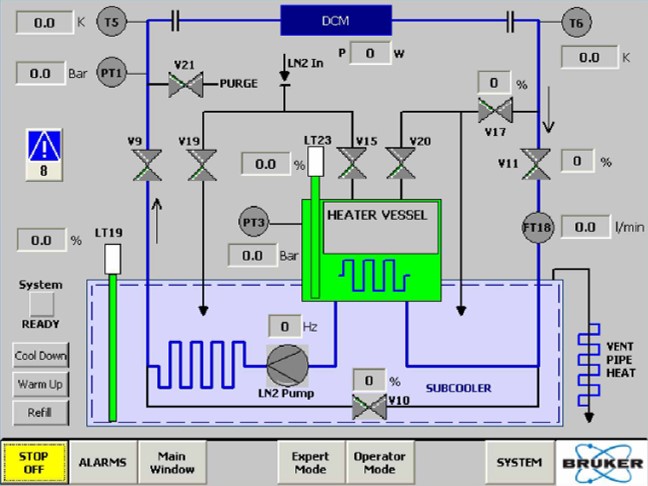 0.0 K T5
DCM
T6
P 0 W
0.0 K
0.0 Bar PT1
V21
PURGE
LN2 In
0 %
V17
8
V9
V19
LT23
0.0 %
V15
V20
V11
0 %
PT3
0.0 Bar
HEATER VESSEL
FT18
0.0 l/min
0.0 %
LT19
System
READY
Cool Down
Warm Up
Refill
0 Hz
LN2 Pump
0 %
V10
SUBCOOLER
VENT
PIPE
HEAT
STOP
OFF
ALARMS
Main
Window
Expert
Mode
Operator
Mode
SYSTEM
BRUKER